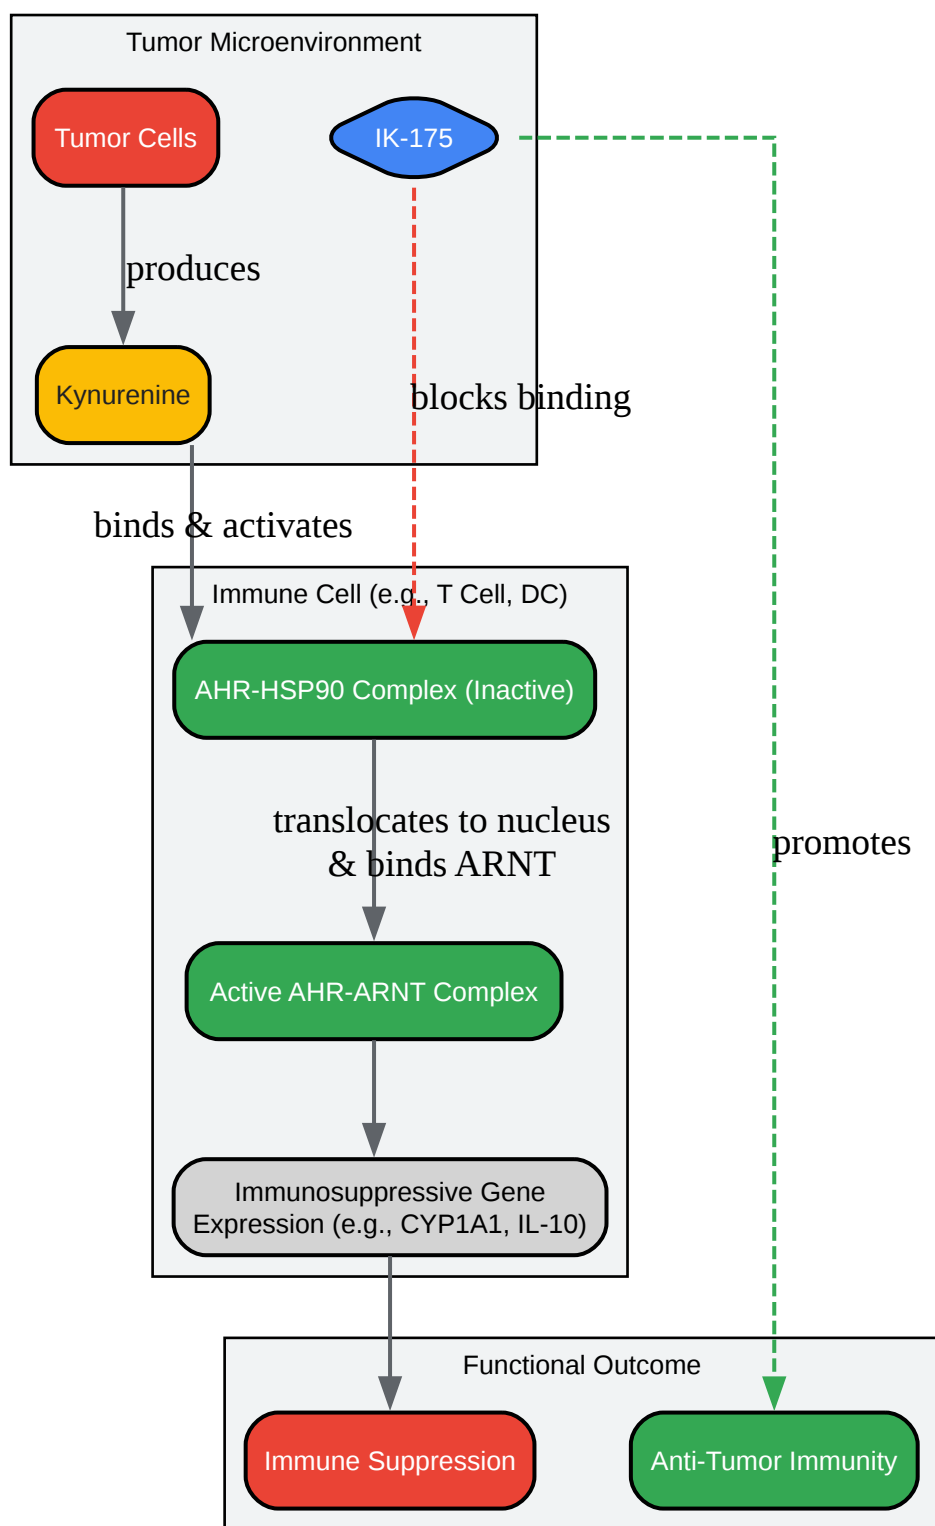 Tumor Microenvironment
Tumor Cells
IK-175
produces
Kynurenine
blocks binding
binds & activates
Immune Cell (e.g., T Cell, DC)
AHR-HSP90 Complex (Inactive)
translocates to nucleus
& binds ARNT
promotes
Active AHR-ARNT Complex
Immunosuppressive Gene
Expression (e.g., CYP1A1, IL-10)
Functional Outcome
Immune Suppression
Anti-Tumor Immunity